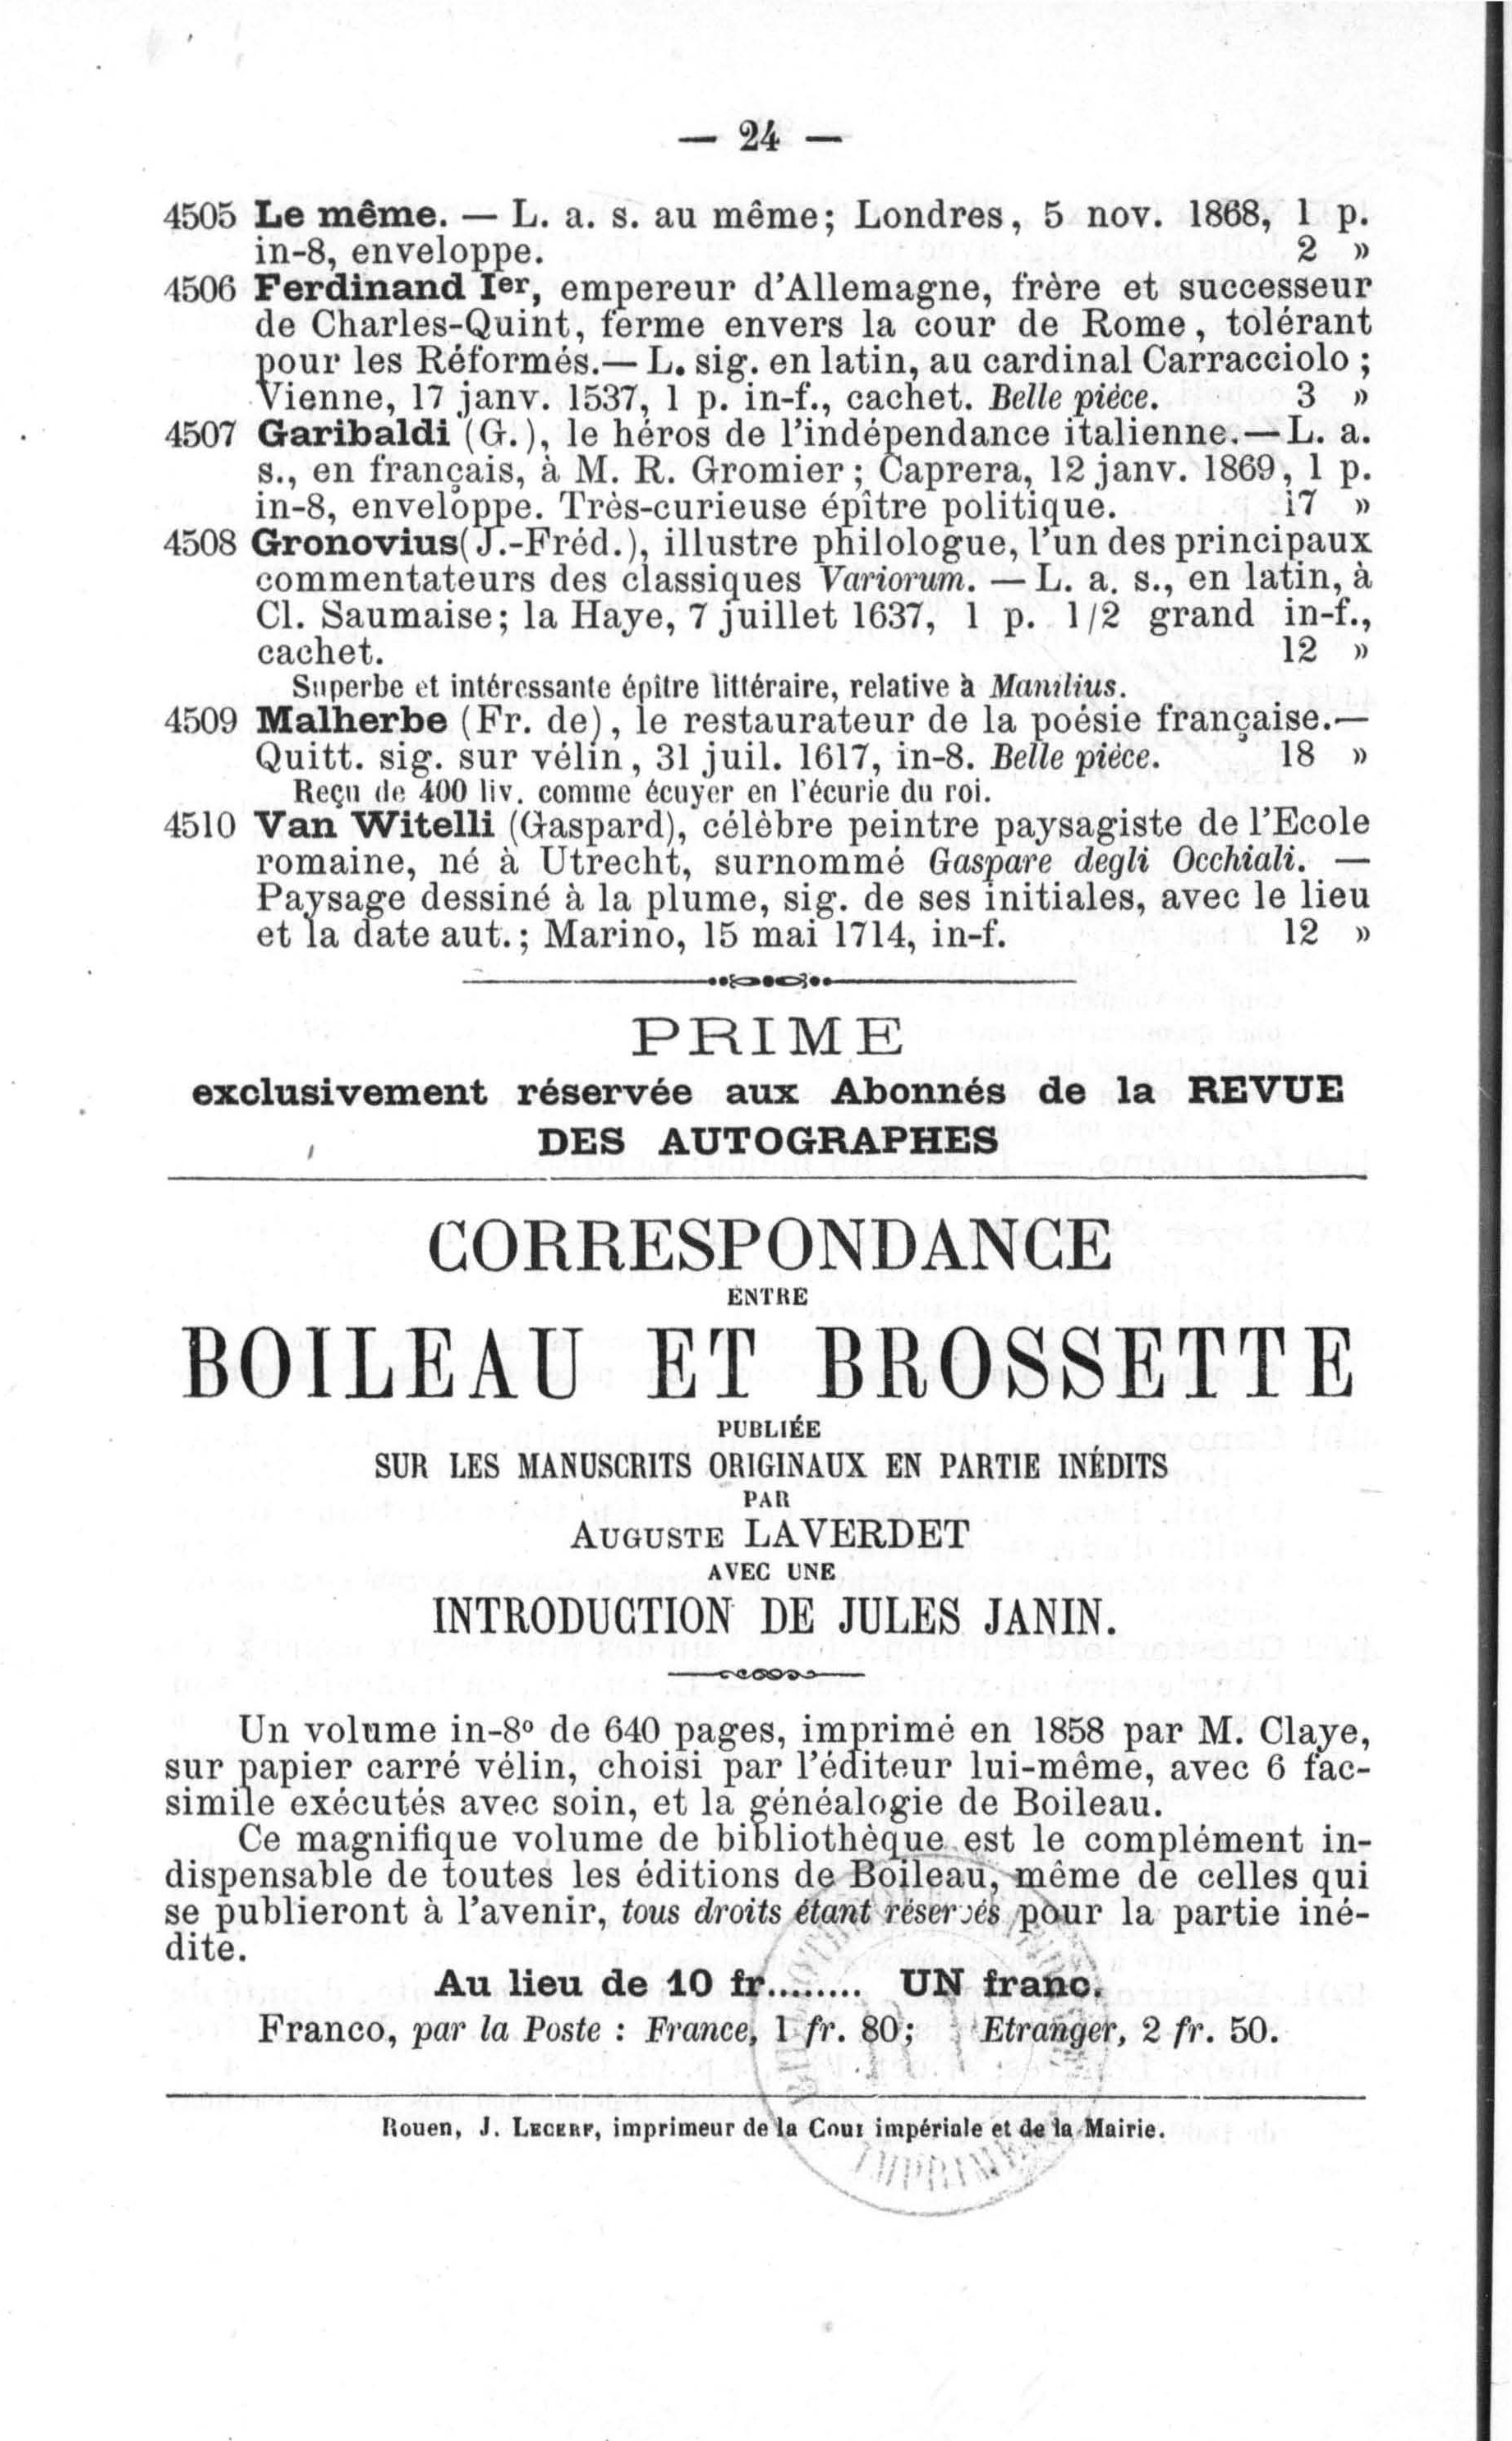 — 24 —
4505 Le même. — L. a. s. au même; Londres, 5 nov. 1868, 1 p.
in-8, enveloppe. 2 »
4506 Ferdinand Ier, empereur d'Allemagne, frère et successeur
de Charles-Quint, ferme envers la cour de Rome, tolérant
pour les Réformés.— L. sig. en latin, au cardinal Carracciolo ;
Vienne, 17 janv. 1537, 1 p. in-f., cachet. Belle pièce. 3 »
4507 Garibaldi (G.), le héros de l'indépendance italienne.— L. a.
s., en français, à M. R. Gromier ; Caprera, 12 janv. 1869, 1 p.
in-8, enveloppe. Très-curieuse épître politique. 17 »
4508 Gronovius( J.-Fréd.), illustre philologue, l'un des principaux
commentateurs des classiques Variorum. — L. a. s., en latin, à
Cl. Saumaise; la Haye, 7 juillet 1637, 1 p. 1/2 grand in-f.,
cachet. 12 »
Superbe et intéressante épître littéraire, relative à Manilius.
4509 Malherbe (Fr. de), le restaurateur de la poésie française.—
Quitt. sig. sur vélin, 31 juil. 1617, in-8. Belle pièce. 18 »
Reçu de 400 liv. comme écuyer en l'écurie du roi.
4510 Van Witelli (Gaspard), célèbre peintre paysagiste de l'Ecole
romaine, né à Utrecht, surnommé Gaspare degli Occhiali. —
Paysage dessiné à la plume, sig. de ses initiales, avec le lieu
et la date aut.; Marino, 15 mai 1714, in-f. 12 »
PRIME
exclusivement réservée aux Abonnés de la REVUE
DES AUTOGRAPHES
CORRESPONDANCE
ENTRE
BOILEAU ET BROSSETTE
PUBLIÉE
SUR LES MANUSCRITS ORIGINAUX EN PARTIE INÉDITS
PAR
AUGUSTE LAVERDET
AVEC UNE
INTRODUCTION DE JULES JANIN.
Un volume in-8º de 640 pages, imprimé en 1858 par M. Claye,
sur papier carré vélin, choisi par l'éditeur lui-même, avec 6 fac-
simile exécutés avec soin, et la généalogie de Boileau.
Ce magnifique volume de bibliothèque est le complément in-
dispensable de toutes les éditions de Boileau, même de celles qui
se publieront à l'avenir, tous droits étant réservés pour la partie iné-
dite.
Au lieu de 10 fr........ UN franc.
Franco, par la Poste : France, 1 fr. 80; Etranger, 2 fr. 50.
Rouen, J. LECERF, imprimeur de la Cour impériale et de la Mairie.